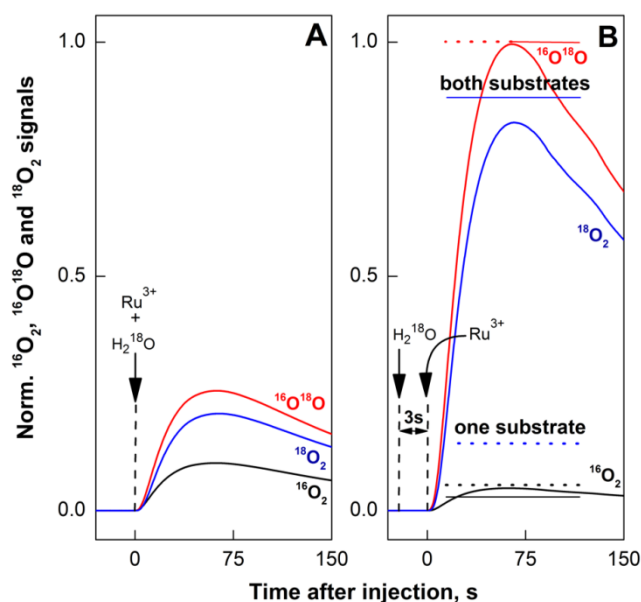 Norm. ¹⁶O₂, ¹⁶O¹⁸O and ¹⁸O₂ signals
1.0
0.5
0.0
A
Ru³⁺
+
H₂¹⁸O
¹⁶O¹⁸O
¹⁸O₂
¹⁶O₂
0
75
150
B
¹⁶O¹⁸O
both substrates
¹⁸O₂
H₂¹⁸O
Ru³⁺
3s
one substrate
¹⁶O₂
0
75
150
Time after injection, s